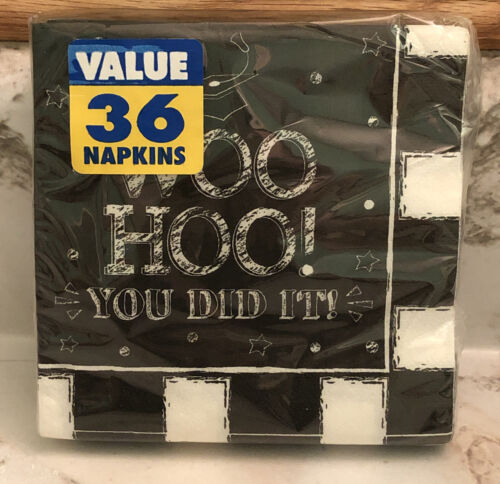 VALUE
36
NAPKINS
WOO
HOO!
YOU DID IT!